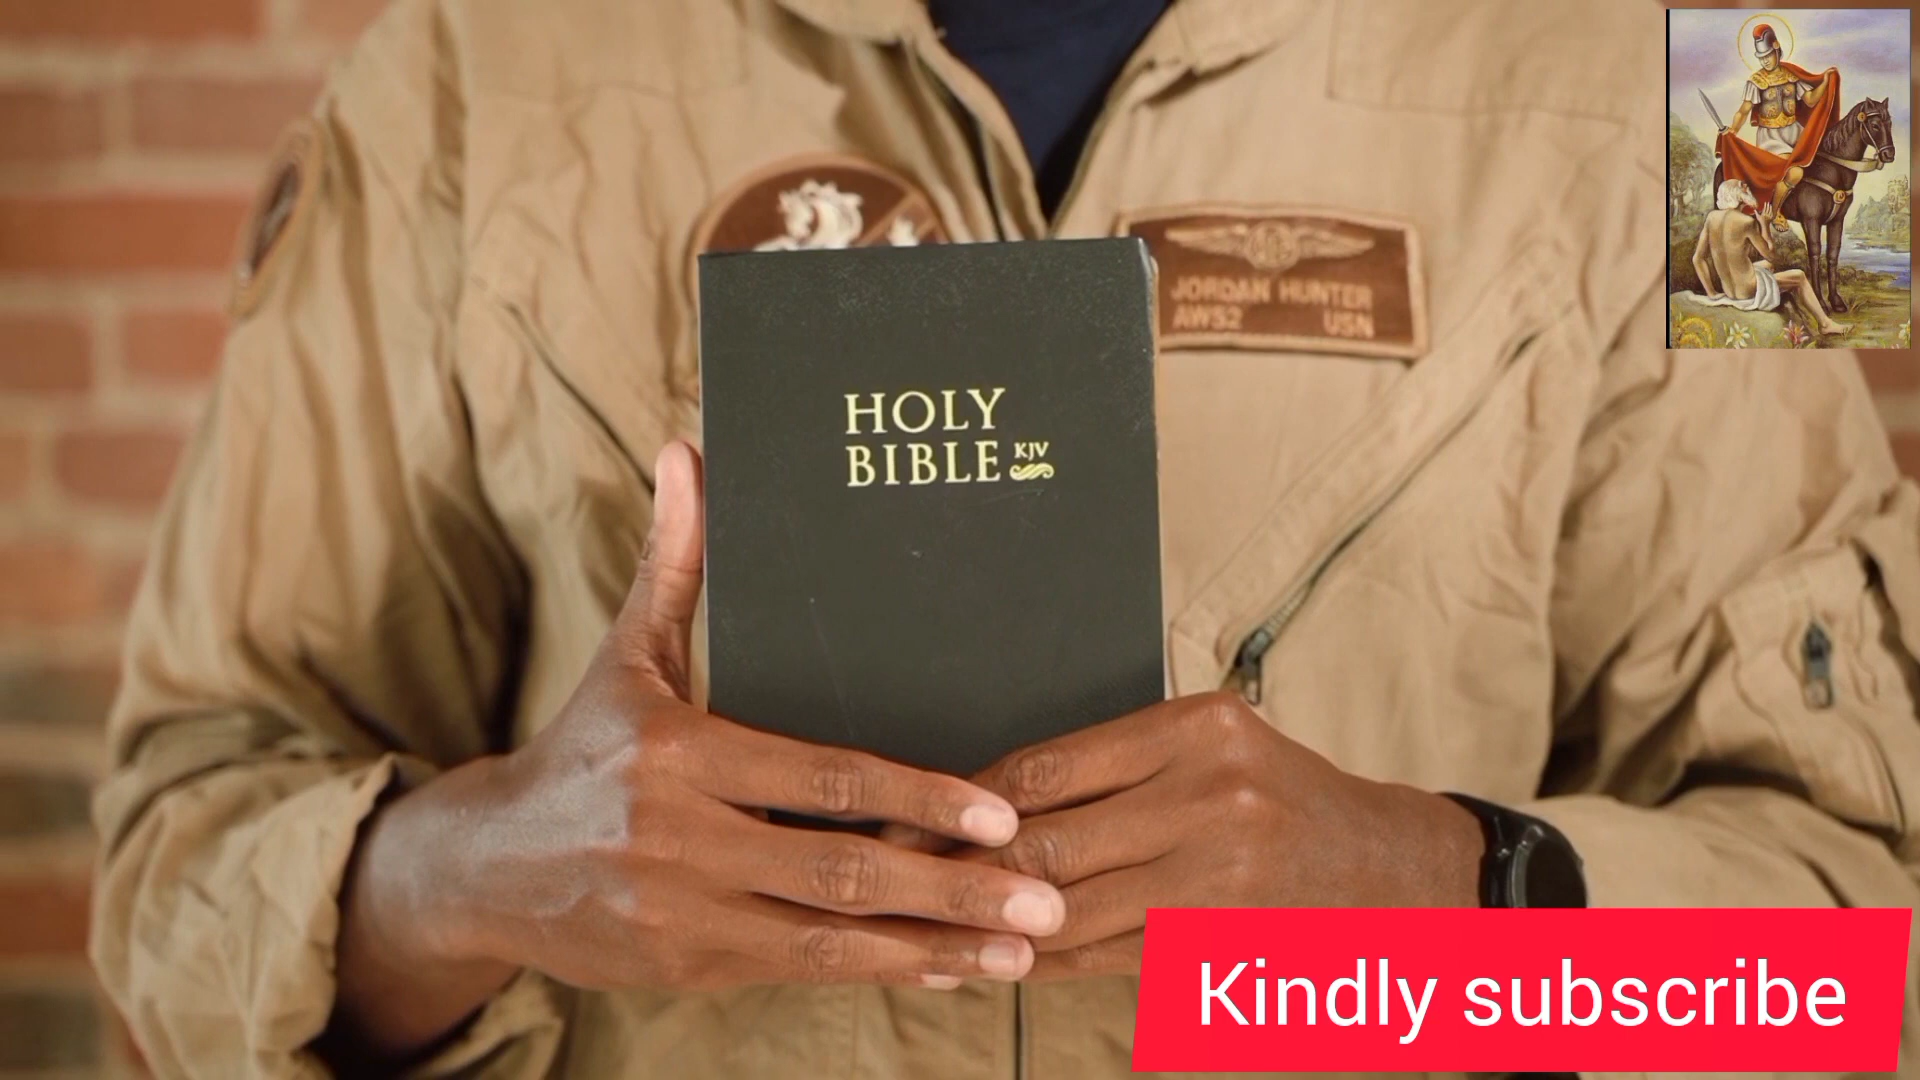 JORDAN HUNTER
AWS2 USN
HOLY
BIBLE KJV
Kindly subscribe